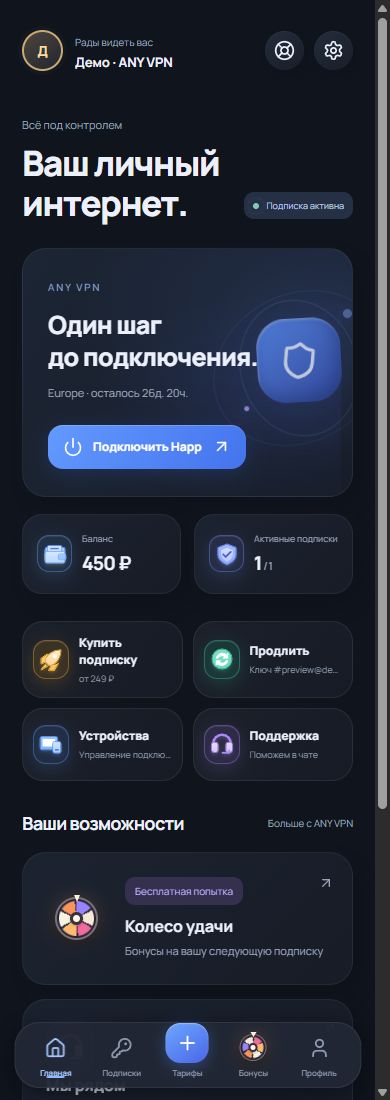 Д
Рады видеть вас
Демо · ANY VPN
Всё под контролем
Ваш личный
интернет.
Подписка активна
ANY VPN
Один шаг
до подключения.
Europe · осталось 26д. 20ч.
Подключить Happ
Баланс
450 ₽
Активные подписки
1/1
Купить
подписку
от 249 ₽
Продлить
Ключ #preview@de...
Устройства
Управление подклю...
Поддержка
Поможем в чате
Ваши возможности
Больше с ANY VPN
Бесплатная попытка
Колесо удачи
Бонусы на вашу следующую подписку
Главная
Подписки
Тарифы
Бонусы
Профиль
Мы рядом